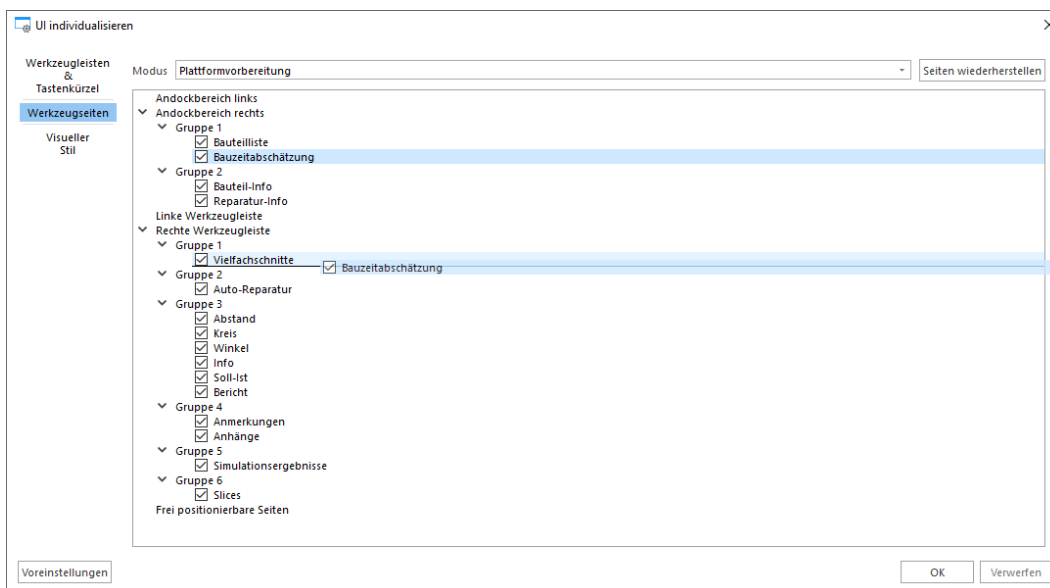 UI individualisieren
Werkzeugleisten
&
Tastenkürzel
Werkzeugseiten
Visueller
Stil
Modus Plattformvorbereitung Seiten wiederherstellen
Andockbereich links
Andockbereich rechts
Gruppe 1
Bauteilliste
Bauzeitabschätzung
Gruppe 2
Bauteil-Info
Reparatur-Info
Linke Werkzeugleiste
Rechte Werkzeugleiste
Gruppe 1
Vielfachschnitte
Bauzeitabschätzung
Gruppe 2
Auto-Reparatur
Gruppe 3
Abstand
Kreis
Winkel
Info
Soll-Ist
Bericht
Gruppe 4
Anmerkungen
Anhänge
Gruppe 5
Simulationsergebnisse
Gruppe 6
Slices
Frei positionierbare Seiten
Voreinstellungen OK Verwerfen